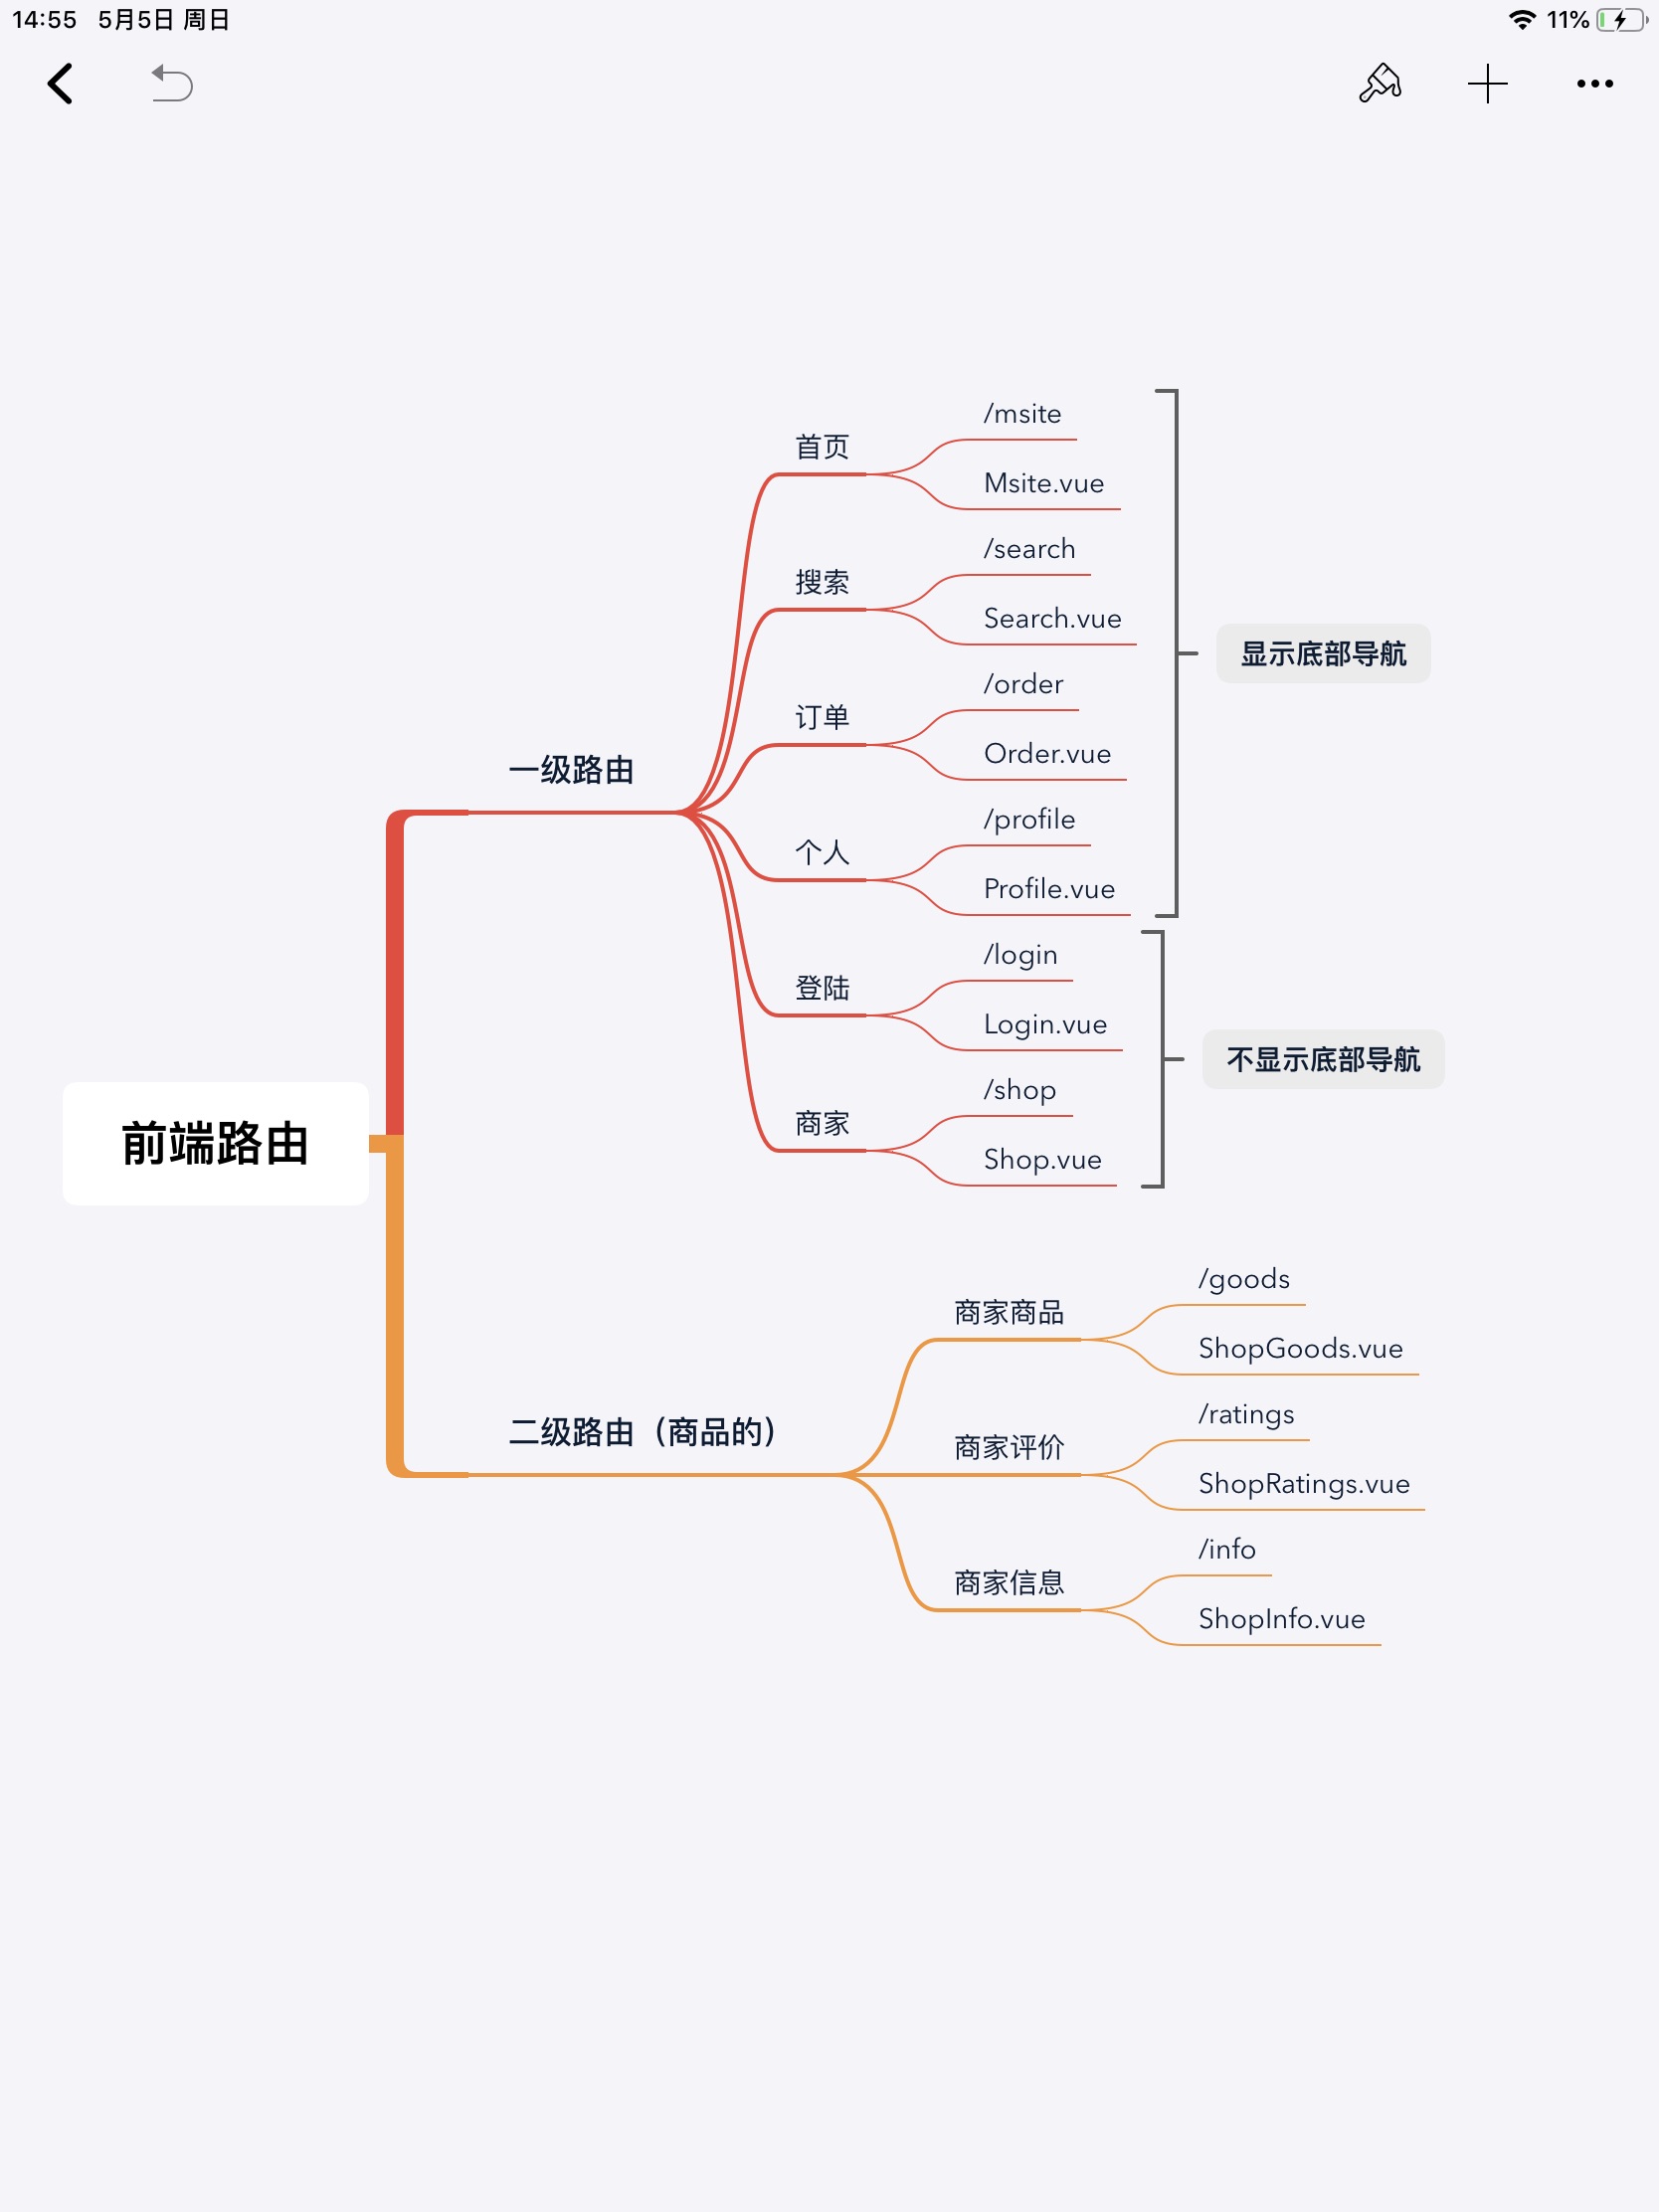 14:55 5月5日 周日
11%
前端路由
一级路由
首页
/msite
Msite.vue
搜索
/search
Search.vue
订单
/order
Order.vue
个人
/profile
Profile.vue
显示底部导航
登陆
/login
Login.vue
商家
/shop
Shop.vue
不显示底部导航
二级路由（商品的）
商家商品
/goods
ShopGoods.vue
商家评价
/ratings
ShopRatings.vue
商家信息
/info
ShopInfo.vue